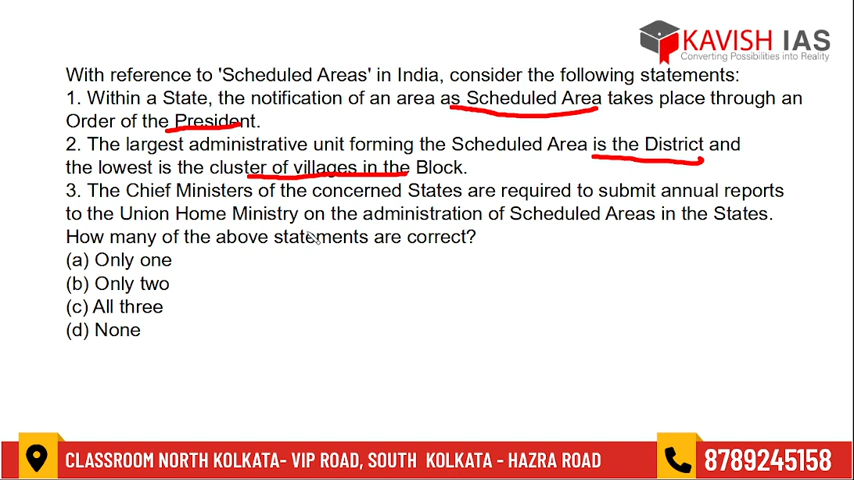 KAVISH IAS
Converting Possibilities into Reality
With reference to 'Scheduled Areas' in India, consider the following statements:
1. Within a State, the notification of an area as Scheduled Area takes place through an
Order of the President.
2. The largest administrative unit forming the Scheduled Area is the District and
the lowest is the cluster of villages in the Block.
3. The Chief Ministers of the concerned States are required to submit annual reports
to the Union Home Ministry on the administration of Scheduled Areas in the States.
How many of the above statements are correct?
(a) Only one
(b) Only two
(c) All three
(d) None
CLASSROOM NORTH KOLKATA- VIP ROAD, SOUTH KOLKATA - HAZRA ROAD
8789245158